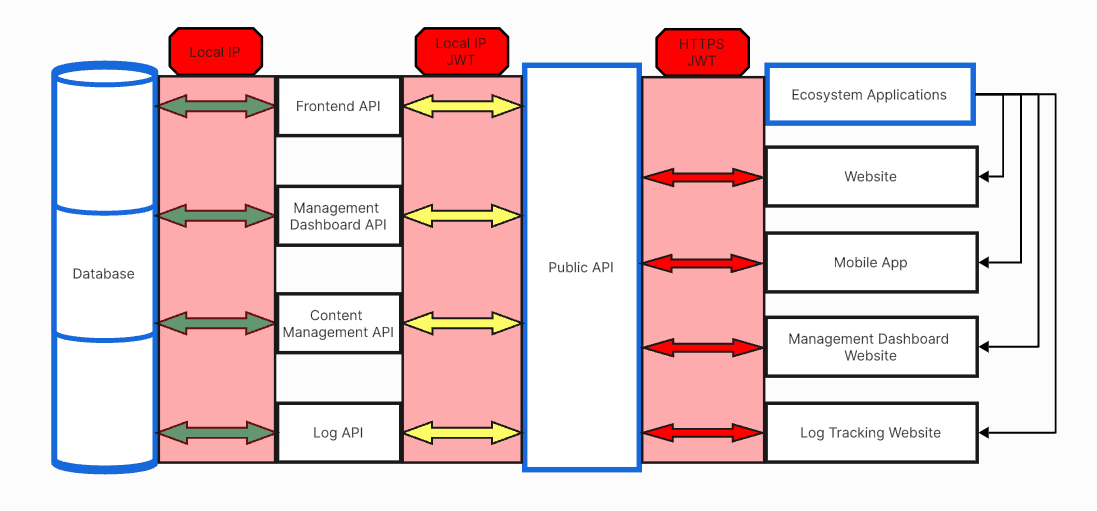 Local IP
Local IP
JWT
HTTPS
JWT
Database
Frontend API
Management
Dashboard API
Content
Management API
Log API
Public API
Ecosystem Applications
Website
Mobile App
Management Dashboard
Website
Log Tracking Website